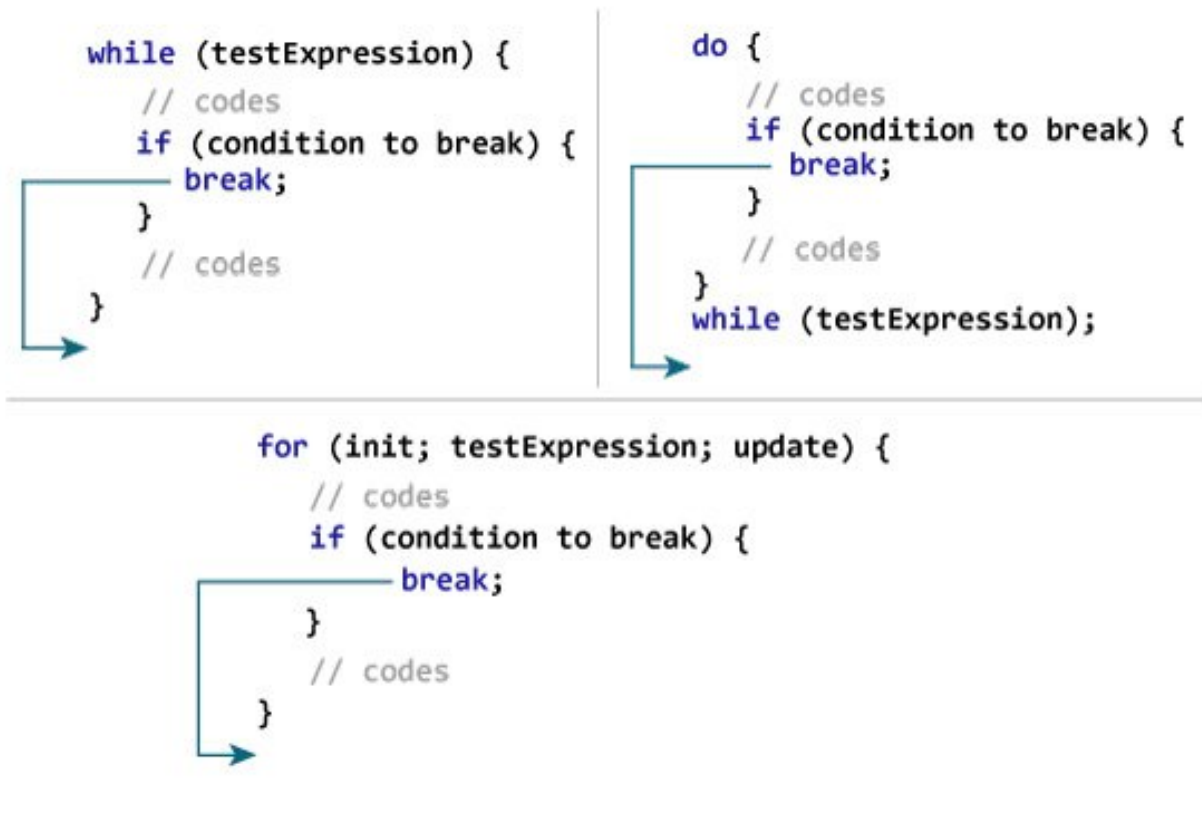 while (testExpression) {
// codes
if (condition to break) {
break;
}
// codes
}
do {
// codes
if (condition to break) {
break;
}
// codes
}
while (testExpression);
for (init; testExpression; update) {
// codes
if (condition to break) {
break;
}
// codes
}